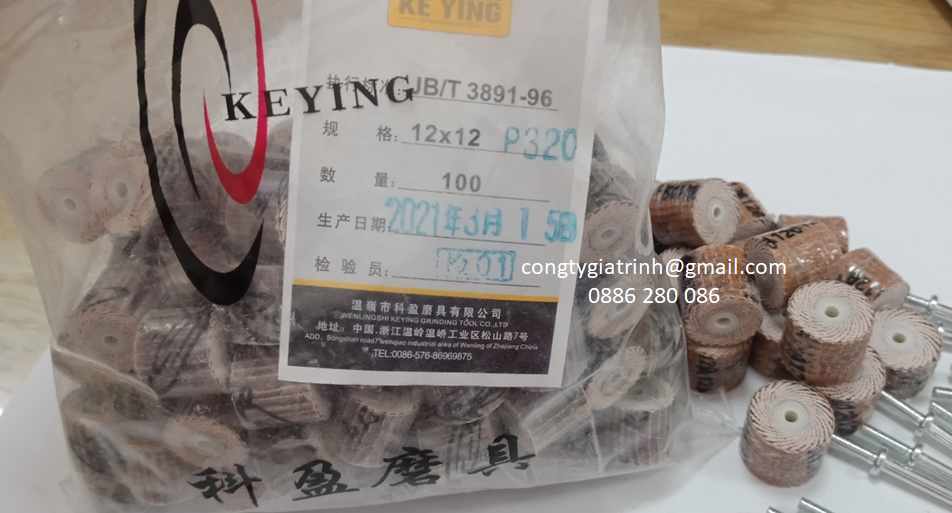 KE YING
KEYING
执行标准: JB/T 3891-96
规 格: 12x12 P320
数 量: 100
生产日期: 2021年3月15日
检验员:
温嶺市科盈磨具有限公司
WENLINGSHI KEYING GRINDING TOOL CO.,LTD
地址: 中国.浙江温岭温峤工业区松山路7号
ADD: Songshan road7 wenqiao industrial area of Wenling of Zhejiang China
TEL:0086-576-86969875
科盈磨具
congtygiatrinh@gmail.com
0886 280 086